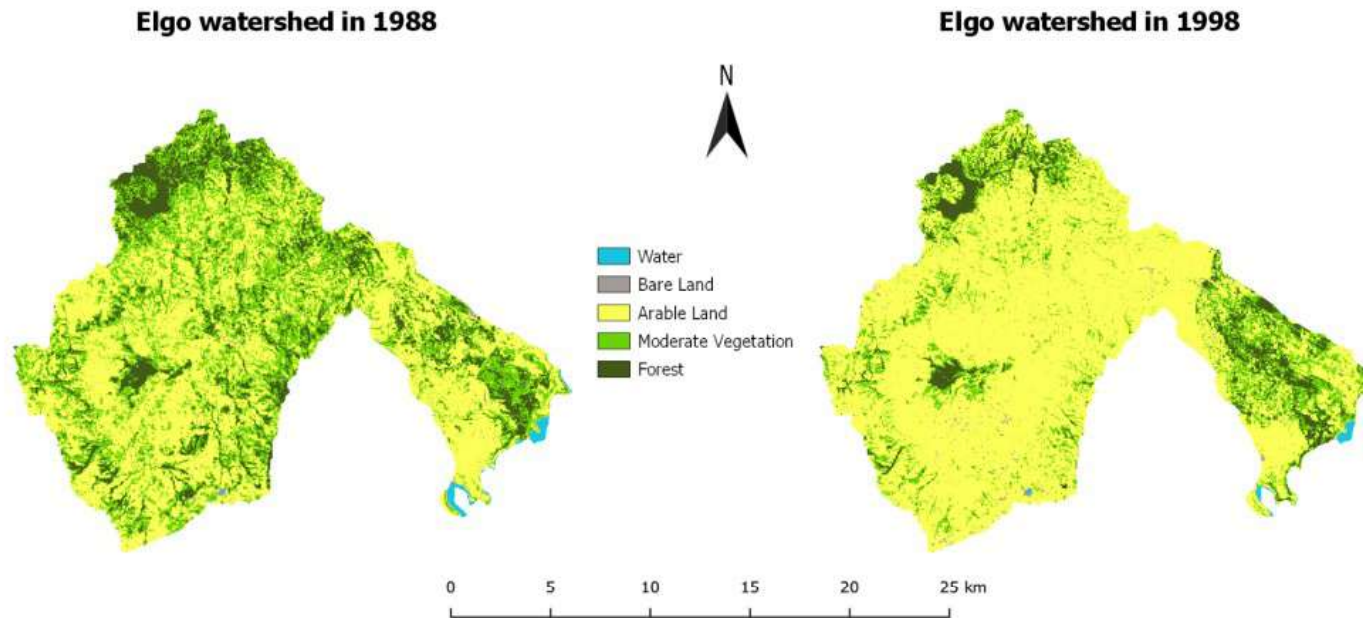 Elgo watershed in 1988
Elgo watershed in 1998
N
Water
Bare Land
Arable Land
Moderate Vegetation
Forest
0 5 10 15 20 25 km